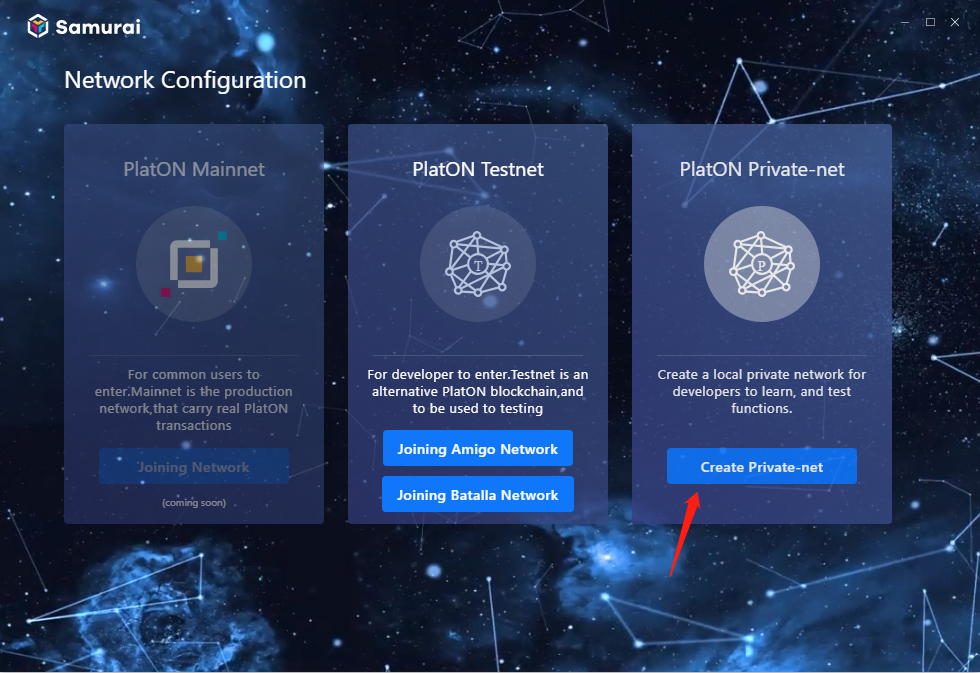 Samurai
Network Configuration
PlatON Mainnet
For common users to
enter.Mainnet is the production
network,that carry real PlatON
transactions
Joining Network
(coming soon)
PlatON Testnet
T
For developer to enter.Testnet is an
alternative PlatON blockchain,and
to be used to testing
Joining Amigo Network
Joining Batalla Network
PlatON Private-net
P
Create a local private network for
developers to learn, and test
functions.
Create Private-net